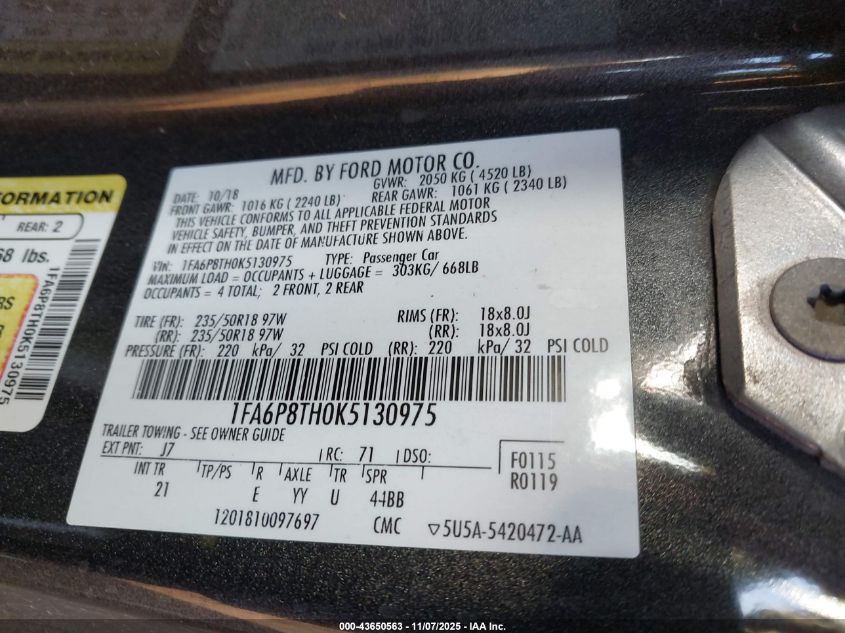 FORMATION
REAR: 2
68 lbs.
1FA6P8TH0K5130975
MFD. BY FORD MOTOR CO.
DATE: 10/18 GVWR: 2050 KG ( 4520 LB)
FRONT GAWR: 1016 KG ( 2240 LB) REAR GAWR: 1061 KG ( 2340 LB)
THIS VEHICLE CONFORMS TO ALL APPLICABLE FEDERAL MOTOR
VEHICLE SAFETY, BUMPER, AND THEFT PREVENTION STANDARDS
IN EFFECT ON THE DATE OF MANUFACTURE SHOWN ABOVE.
VIN: 1FA6P8TH0K5130975 TYPE: Passenger Car
MAXIMUM LOAD = OCCUPANTS + LUGGAGE = 303KG/ 668LB
OCCUPANTS = 4 TOTAL; 2 FRONT, 2 REAR
TIRE (FR): 235/50R18 97W RIMS (FR): 18x8.0J
(RR): 235/50R18 97W (RR): 18x8.0J
PRESSURE (FR): 220 kPa/ 32 PSI COLD (RR): 220 kPa/ 32 PSI COLD
1FA6P8TH0K5130975
TRAILER TOWING - SEE OWNER GUIDE
EXT PNT: J7 RC: 71 DSO: F0115
INT TR TP/PS R AXLE TR SPR R0119
21 E YY U 44BB
1201810097697 CMC ▽5U5A-5420472-AA
000-43650563 — 11/07/2025 — IAA Inc.